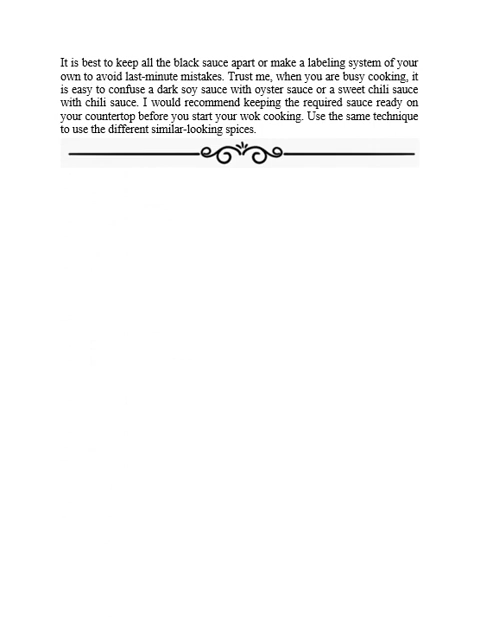 It is best to keep all the black sauce apart or make a labeling system of your
own to avoid last-minute mistakes. Trust me, when you are busy cooking, it
is easy to confuse a dark soy sauce with oyster sauce or a sweet chili sauce
with chili sauce. I would recommend keeping the required sauce ready on
your countertop before you start your wok cooking. Use the same technique
to use the different similar-looking spices.